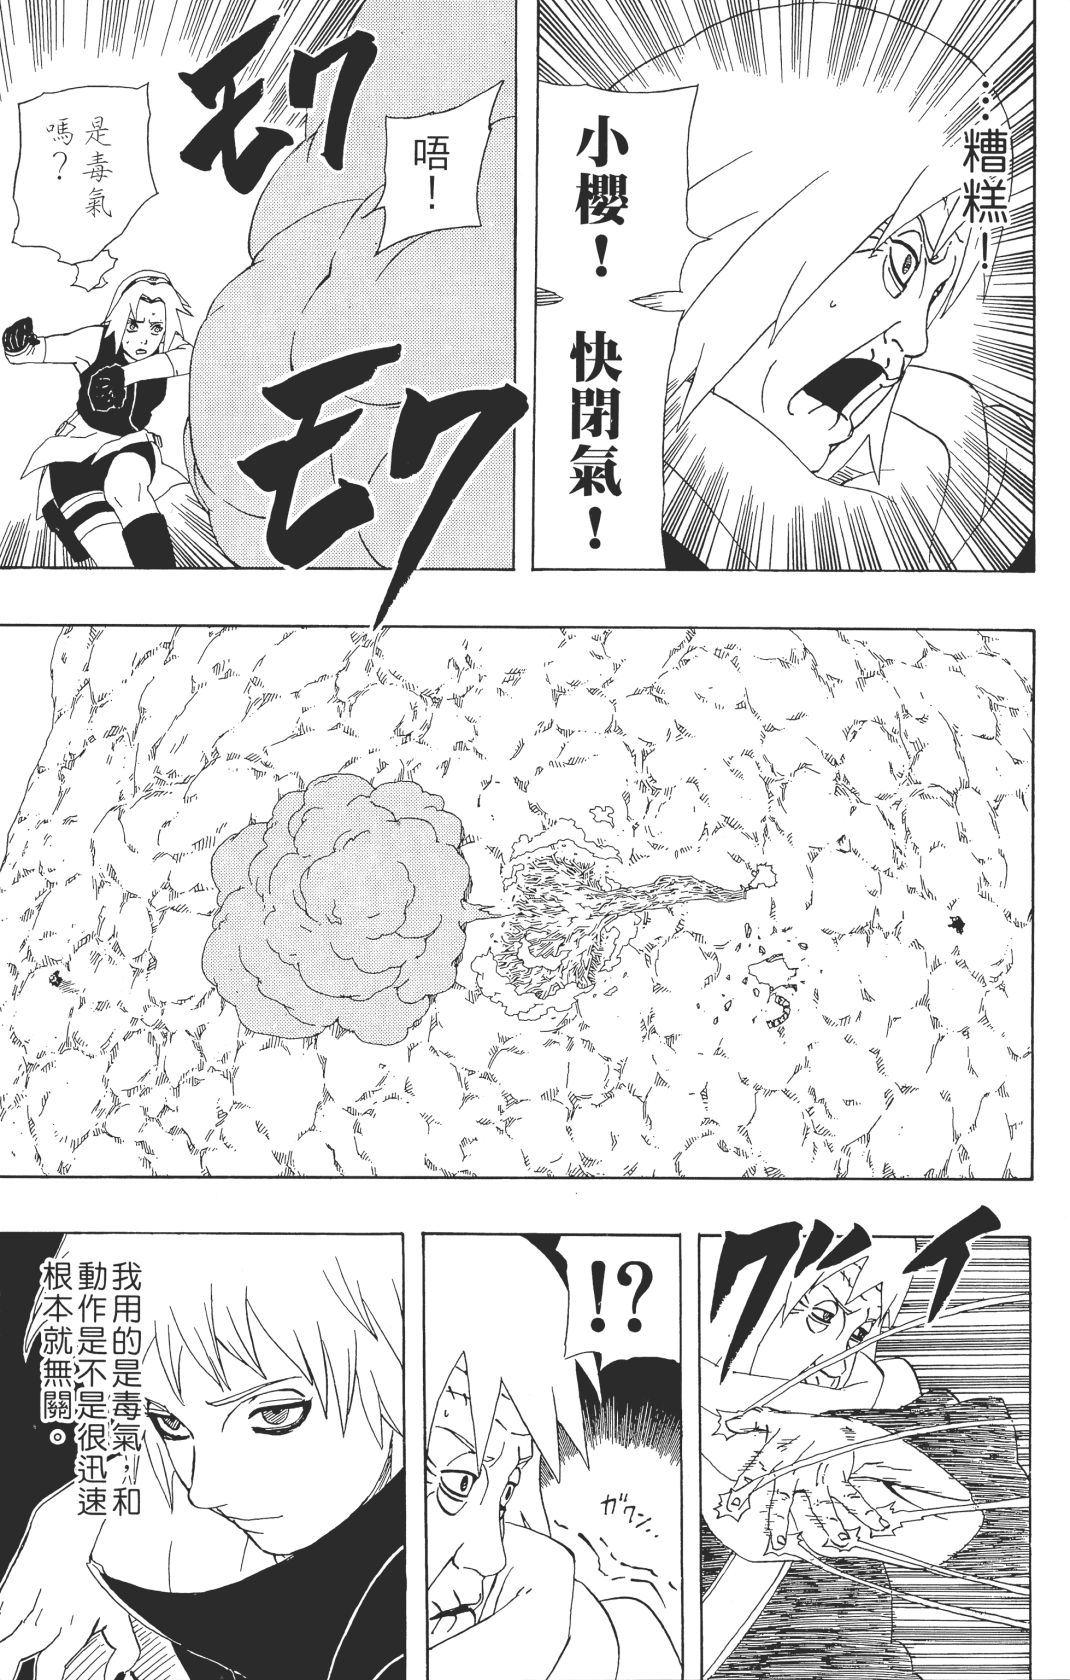 …糟糕！
小櫻！
快閉氣！
唔！
モワ
モワ
是毒氣
嗎？
グイ
!?
ガクン…
我用的是毒氣，和
動作是不是很迅速
根本就無關。